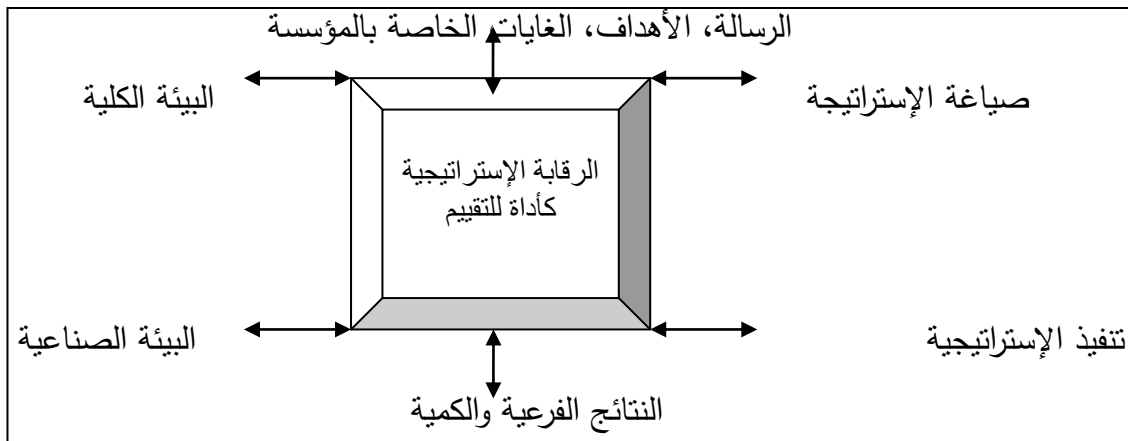 الرسالة، الأهداف، الغايات الخاصة بالمؤسسة
صياغة الإستراتيجة
البيئة الكلية
الرقابة الإستراتيجية
كأداة للتقييم
تنفيذ الإستراتيجية
البيئة الصناعية
النتائج الفرعية والكمية